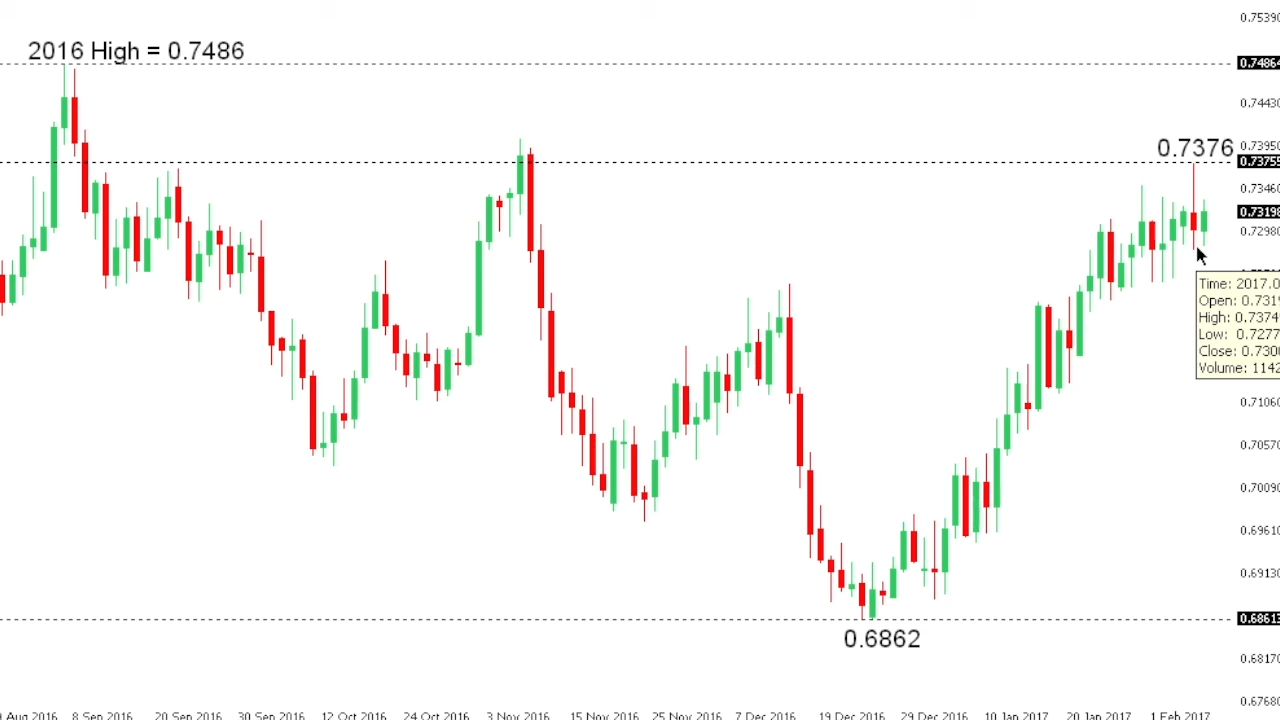 0.7539
2016 High = 0.7486
0.7486
0.7443
0.7376
0.7395
0.7375
0.7346
0.7319
0.7298
Time: 2017.0
Open: 0.731
High: 0.7374
Low: 0.7277
Close: 0.730
Volume: 1142
0.7106
0.7057
0.7009
0.6961
0.6913
0.6861
0.6862
0.6817
0.6768
Aug 2016 8 Sep 2016 20 Sep 2016 30 Sep 2016 12 Oct 2016 24 Oct 2016 3 Nov 2016 15 Nov 2016 25 Nov 2016 7 Dec 2016 19 Dec 2016 29 Dec 2016 10 Jan 2017 20 Jan 2017 1 Feb 2017